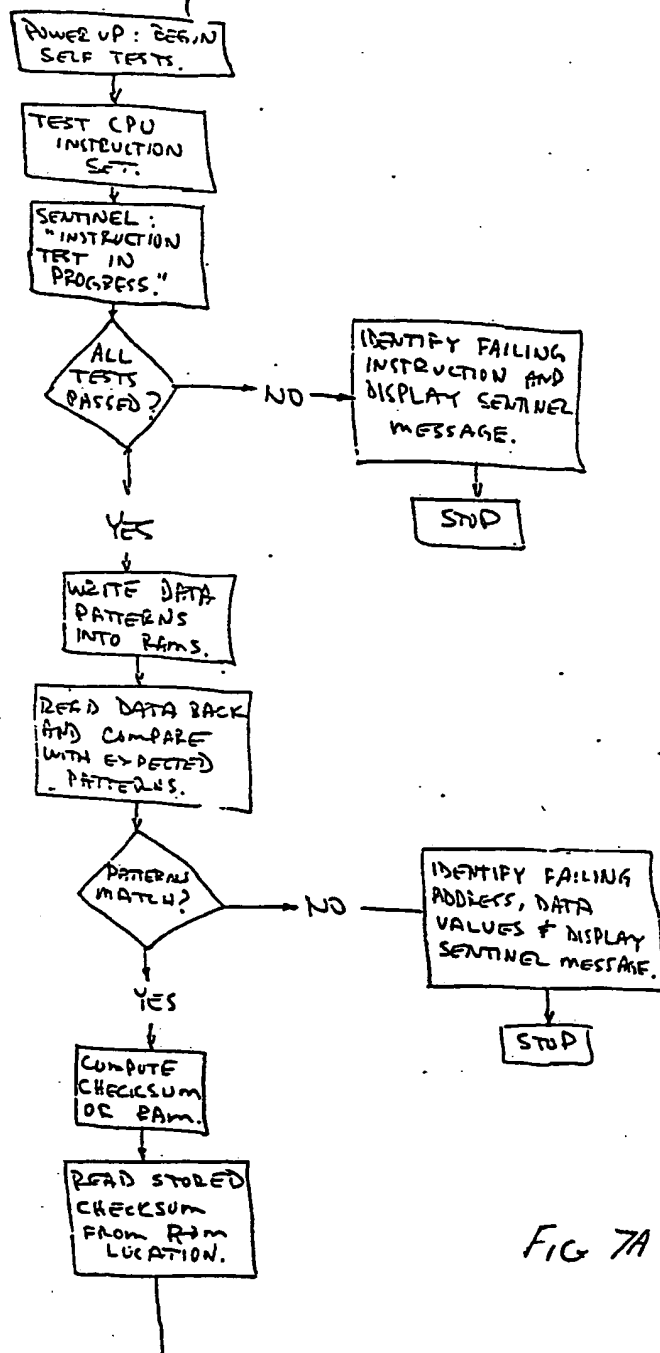 POWER UP: BEGIN
SELF TESTS.
TEST CPU
INSTRUCTION
SET.
SENTINEL:
"INSTRUCTION
TEST IN
PROGRESS."
ALL
TESTS
PASSED?
NO
IDENTIFY FAILING
INSTRUCTION AND
DISPLAY SENTINEL
MESSAGE.
STOP
YES
WRITE DATA
PATTERNS
INTO RAMS.
READ DATA BACK
AND COMPARE
WITH EXPECTED
PATTERNS.
PATTERNS
MATCH?
NO
IDENTIFY FAILING
ADDRESS, DATA
VALUES & DISPLAY
SENTINEL MESSAGE.
STOP
YES
COMPUTE
CHECKSUM
OF RAM.
READ STORED
CHECKSUM
FROM
LOCATION.
FIG 7A